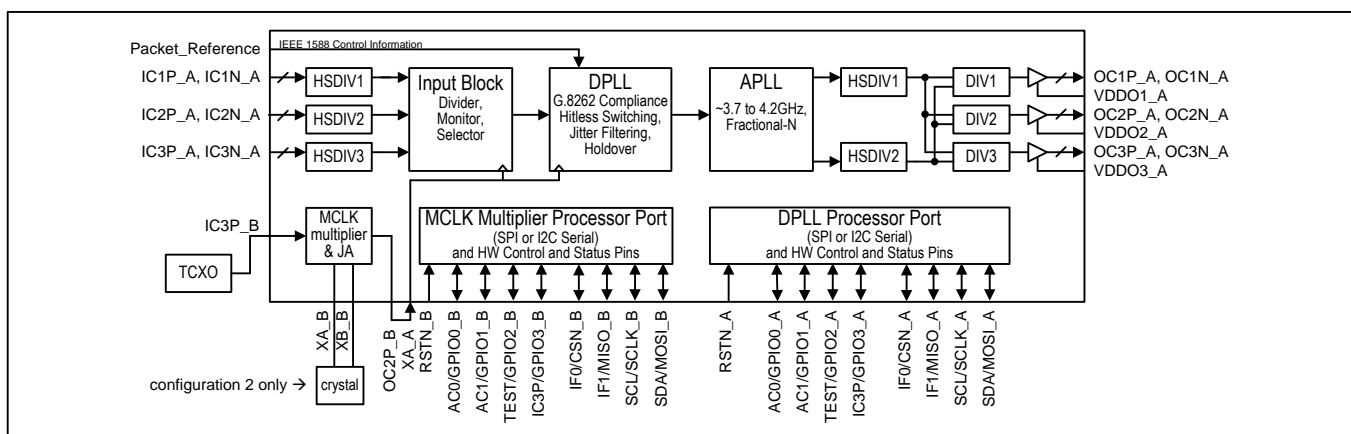 Packet_Reference
IEEE 1588 Control Information
IC1P_A, IC1N_A
IC2P_A, IC2N_A
IC3P_A, IC3N_A
HSDIV1
HSDIV2
HSDIV3
Input Block
Divider,
Monitor,
Selector
DPLL
G.8262 Compliance
Hitless Switching,
Jitter Filtering,
Holdover
APLL
~3.7 to 4.2GHz,
Fractional-N
HSDIV1
HSDIV2
DIV1
DIV2
DIV3
OC1P_A, OC1N_A
VDDO1_A
OC2P_A, OC2N_A
VDDO2_A
OC3P_A, OC3N_A
VDDO3_A
IC3P_B
TCXO
MCLK
multiplier
& JA
MCLK Multiplier Processor Port
(SPI or I2C Serial)
and HW Control and Status Pins
DPLL Processor Port
(SPI or I2C Serial)
and HW Control and Status Pins
XA_B
XB_B
OC2P_B
XA_A
RSTN_B
AC0/GPIO0_B
AC1/GPIO1_B
TEST/GPIO2_B
IC3P/GPIO3_B
IF0/CSN_B
IF1/MISO_B
SCL/SCLK_B
SDA/MOSI_B
RSTN_A
AC0/GPIO0_A
AC1/GPIO1_A
TEST/GPIO2_A
IC3P/GPIO3_A
IF0/CSN_A
IF1/MISO_A
SCL/SCLK_A
SDA/MOSI_A
configuration 2 only →
crystal